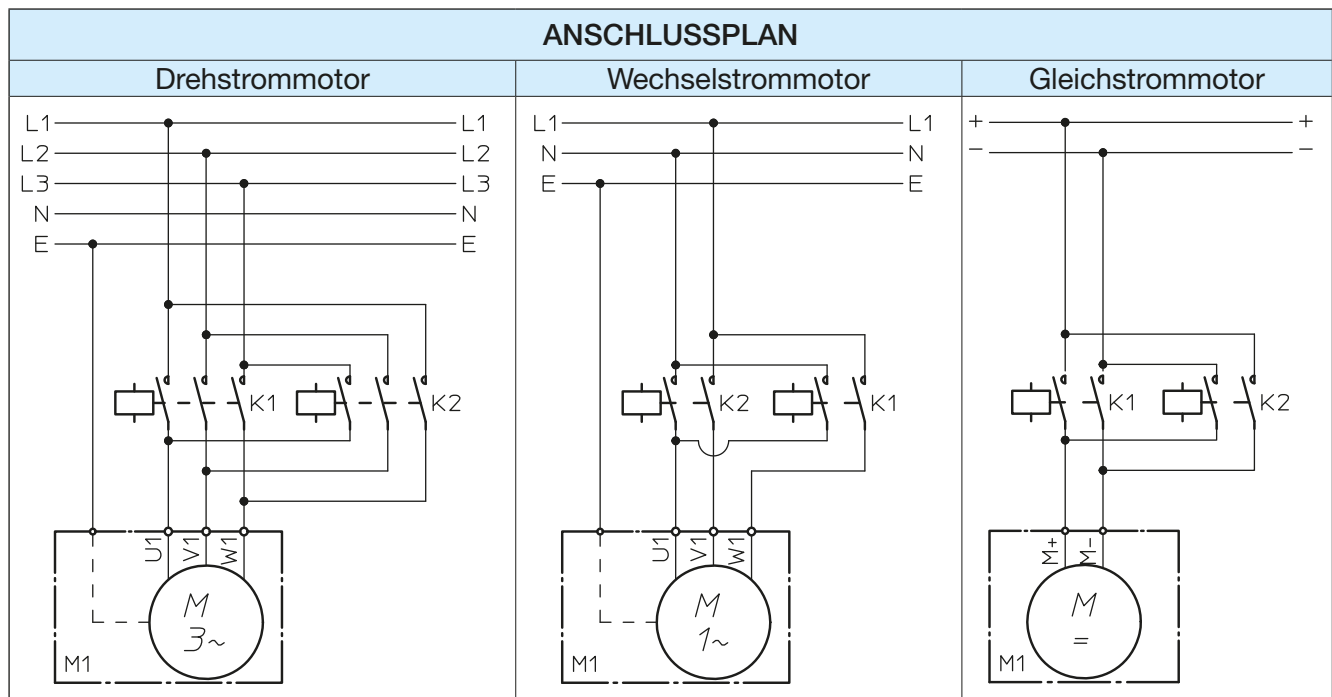 ANSCHLUSSPLAN
Drehstrommotor
L1 L1
L2 L2
L3 L3
N N
E E
K1 K2
U1 V1 W1
M
3~
M1
Wechselstrommotor
L1 L1
N N
E E
K2 K1
U1 V1 W1
M
1~
M1
Gleichstrommotor
+ +
− −
K1 K2
M+ M-
M
=
M1